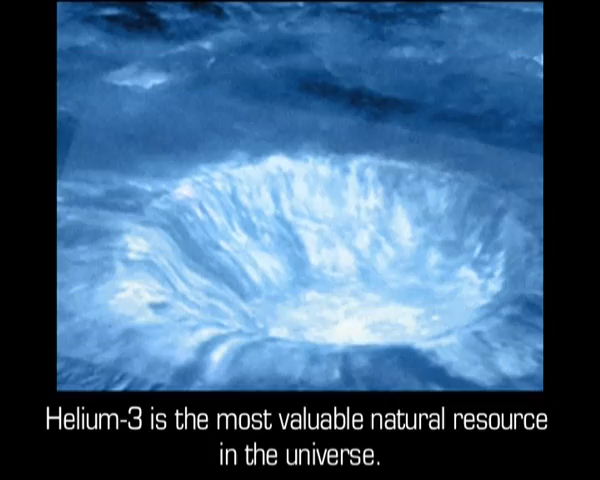 Helium-3 is the most valuable natural resource
in the universe.